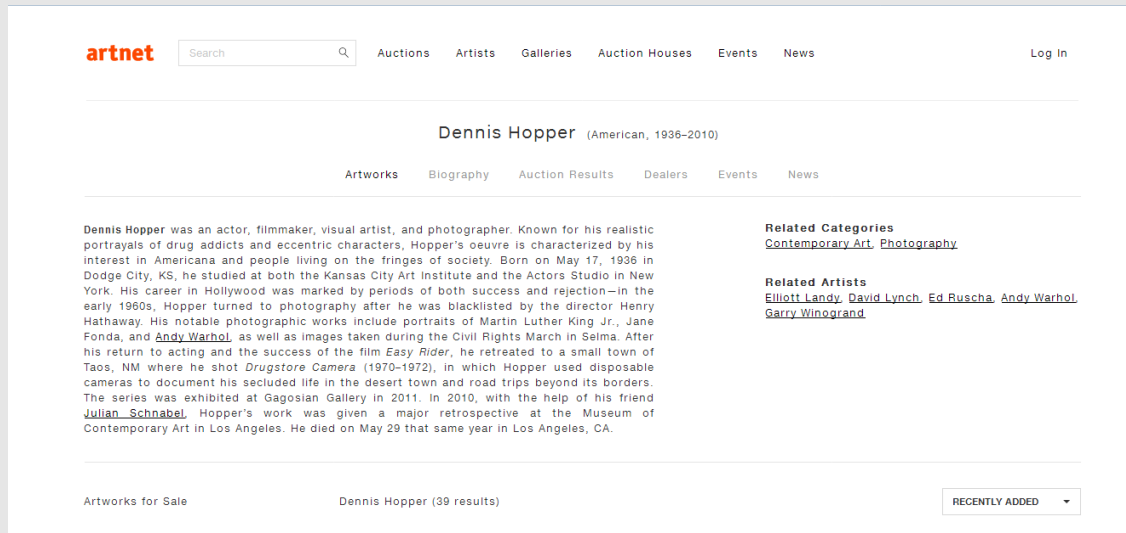 artnet Search Auctions Artists Galleries Auction Houses Events News Log In
Dennis Hopper (American, 1936–2010)
Artworks Biography Auction Results Dealers Events News
Dennis Hopper was an actor, filmmaker, visual artist, and photographer. Known for his realistic
portrayals of drug addicts and eccentric characters, Hopper's oeuvre is characterized by his
interest in Americana and people living on the fringes of society. Born on May 17, 1936 in
Dodge City, KS, he studied at both the Kansas City Art Institute and the Actors Studio in New
York. His career in Hollywood was marked by periods of both success and rejection—in the
early 1960s, Hopper turned to photography after he was blacklisted by the director Henry
Hathaway. His notable photographic works include portraits of Martin Luther King Jr., Jane
Fonda, and Andy Warhol, as well as images taken during the Civil Rights March in Selma. After
his return to acting and the success of the film Easy Rider, he retreated to a small town of
Taos, NM where he shot Drugstore Camera (1970–1972), in which Hopper used disposable
cameras to document his secluded life in the desert town and road trips beyond its borders.
The series was exhibited at Gagosian Gallery in 2011. In 2010, with the help of his friend
Julian Schnabel, Hopper's work was given a major retrospective at the Museum of
Contemporary Art in Los Angeles. He died on May 29 that same year in Los Angeles, CA.
Related Categories
Contemporary Art, Photography
Related Artists
Elliott Landy, David Lynch, Ed Ruscha, Andy Warhol,
Garry Winogrand
Artworks for Sale Dennis Hopper (39 results) RECENTLY ADDED